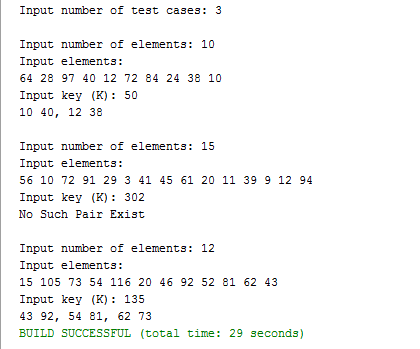 Input number of test cases: 3
Input number of elements: 10
Input elements:
64 28 97 40 12 72 84 24 38 10
Input key (K): 50
10 40, 12 38
Input number of elements: 15
Input elements:
56 10 72 91 29 3 41 45 61 20 11 39 9 12 94
Input key (K): 302
No Such Pair Exist
Input number of elements: 12
Input elements:
15 105 73 54 116 20 46 92 52 81 62 43
Input key (K): 135
43 92, 54 81, 62 73
BUILD SUCCESSFUL (total time: 29 seconds)